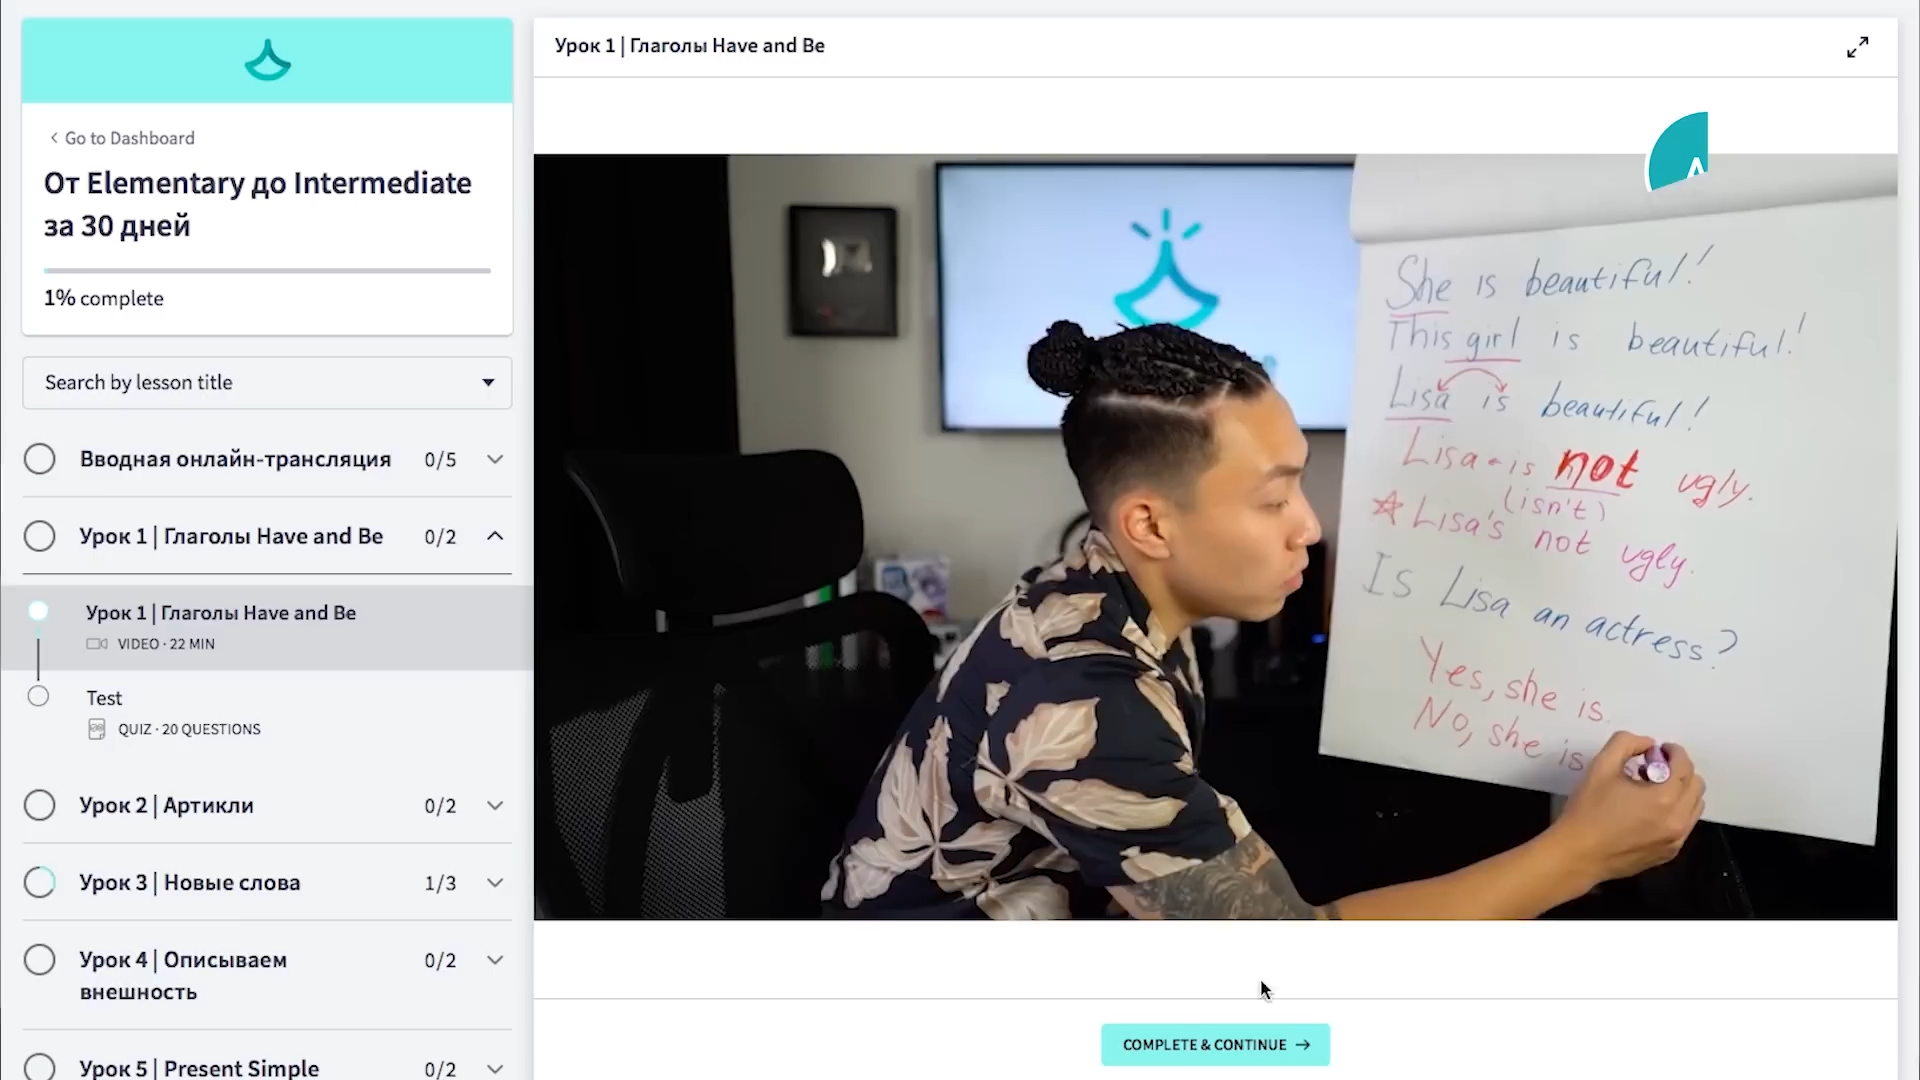 Go to Dashboard
От Elementary до Intermediate
за 30 дней
1% complete
Search by lesson title
Вводная онлайн-трансляция 0/5
Урок 1 | Глаголы Have and Be 0/2
Урок 1 | Глаголы Have and Be
VIDEO · 22 MIN
Test
QUIZ · 20 QUESTIONS
Урок 2 | Артикли 0/2
Урок 3 | Новые слова 1/3
Урок 4 | Описываем
внешность 0/2
Урок 5 | Present Simple 0/2
Урок 1 | Глаголы Have and Be
She is beautiful!
This girl is beautiful!
Lisa is beautiful!
Lisa is not ugly.
(isn't)
Lisa's not ugly.
Is Lisa an actress?
Yes, she is.
No, she is
COMPLETE & CONTINUE →